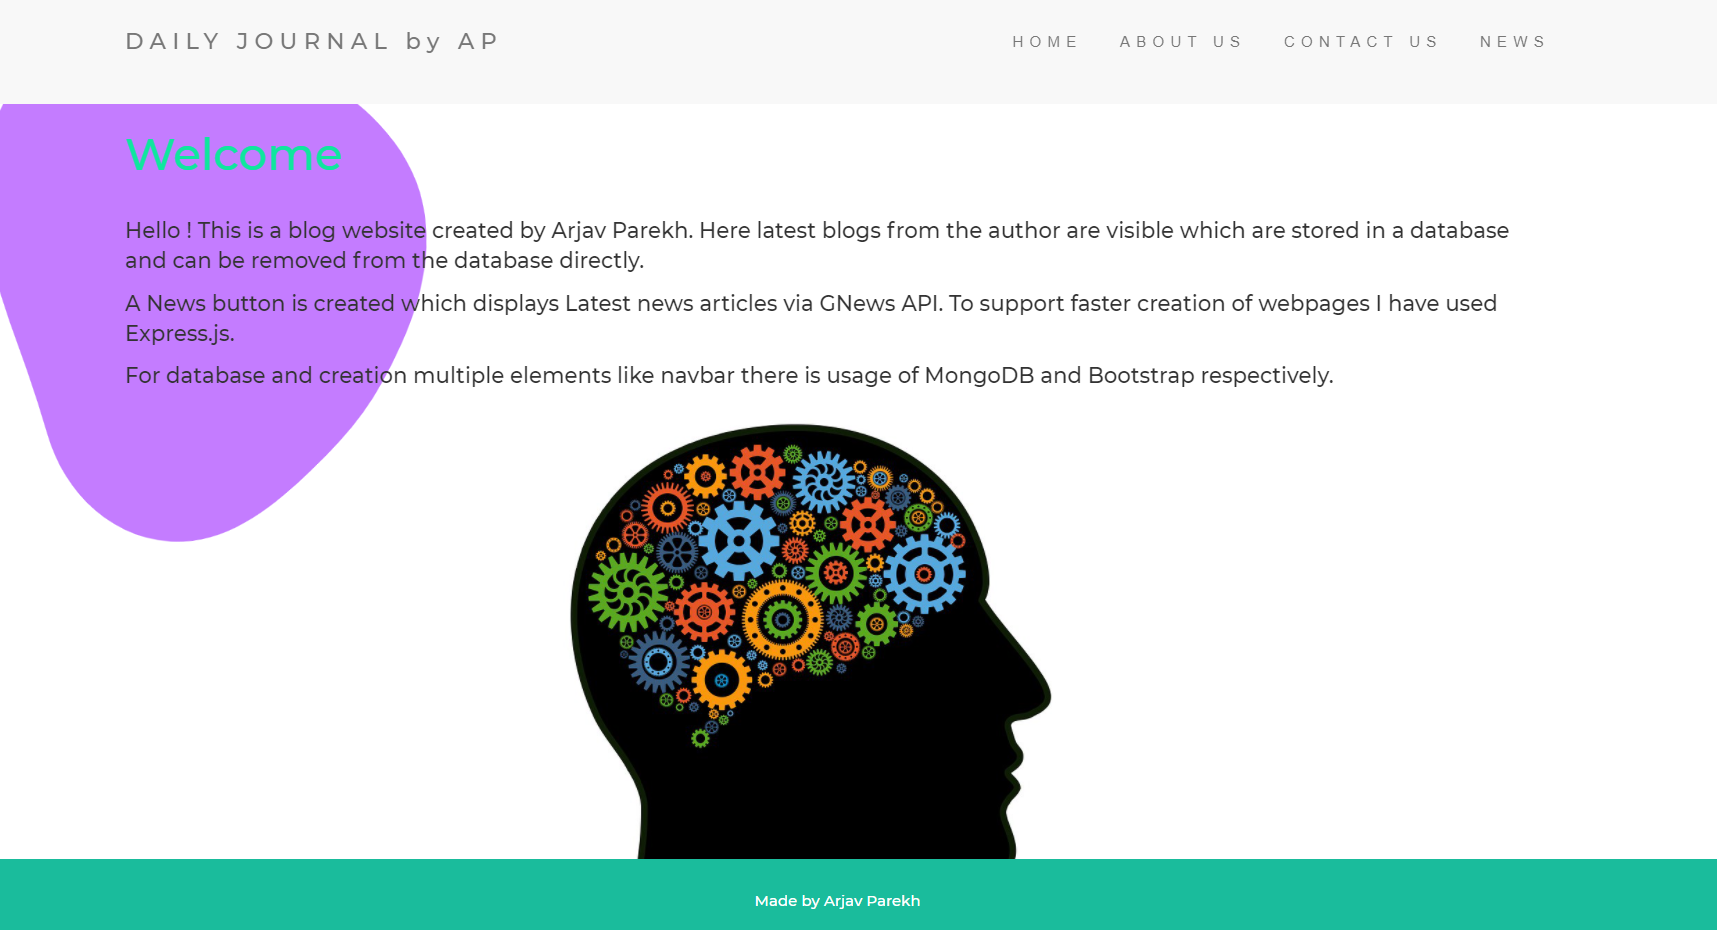 DAILY JOURNAL by AP
HOME ABOUT US CONTACT US NEWS
Welcome
Hello ! This is a blog website created by Arjav Parekh. Here latest blogs from the author are visible which are stored in a database
and can be removed from the database directly.
A News button is created which displays Latest news articles via GNews API. To support faster creation of webpages I have used
Express.js.
For database and creation multiple elements like navbar there is usage of MongoDB and Bootstrap respectively.
Made by Arjav Parekh